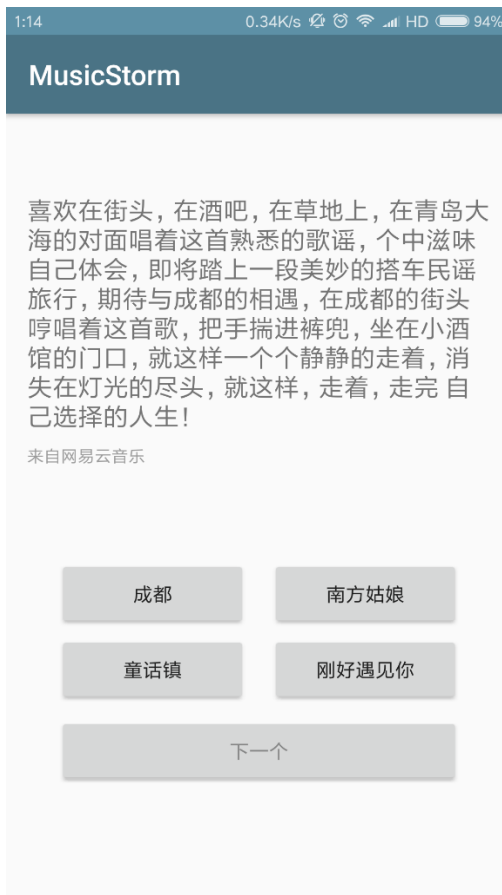 1:14 0.34K/s HD 94%
MusicStorm
喜欢在街头，在酒吧，在草地上，在青岛大
海的对面唱着这首熟悉的歌谣，个中滋味
自己体会，即将踏上一段美妙的搭车民谣
旅行，期待与成都的相遇，在成都的街头
哼唱着这首歌，把手揣进裤兜，坐在小酒
馆的门口，就这样一个个静静的走着，消
失在灯光的尽头，就这样，走着，走完 自
己选择的人生！
来自网易云音乐
成都 南方姑娘
童话镇 刚好遇见你
下一个